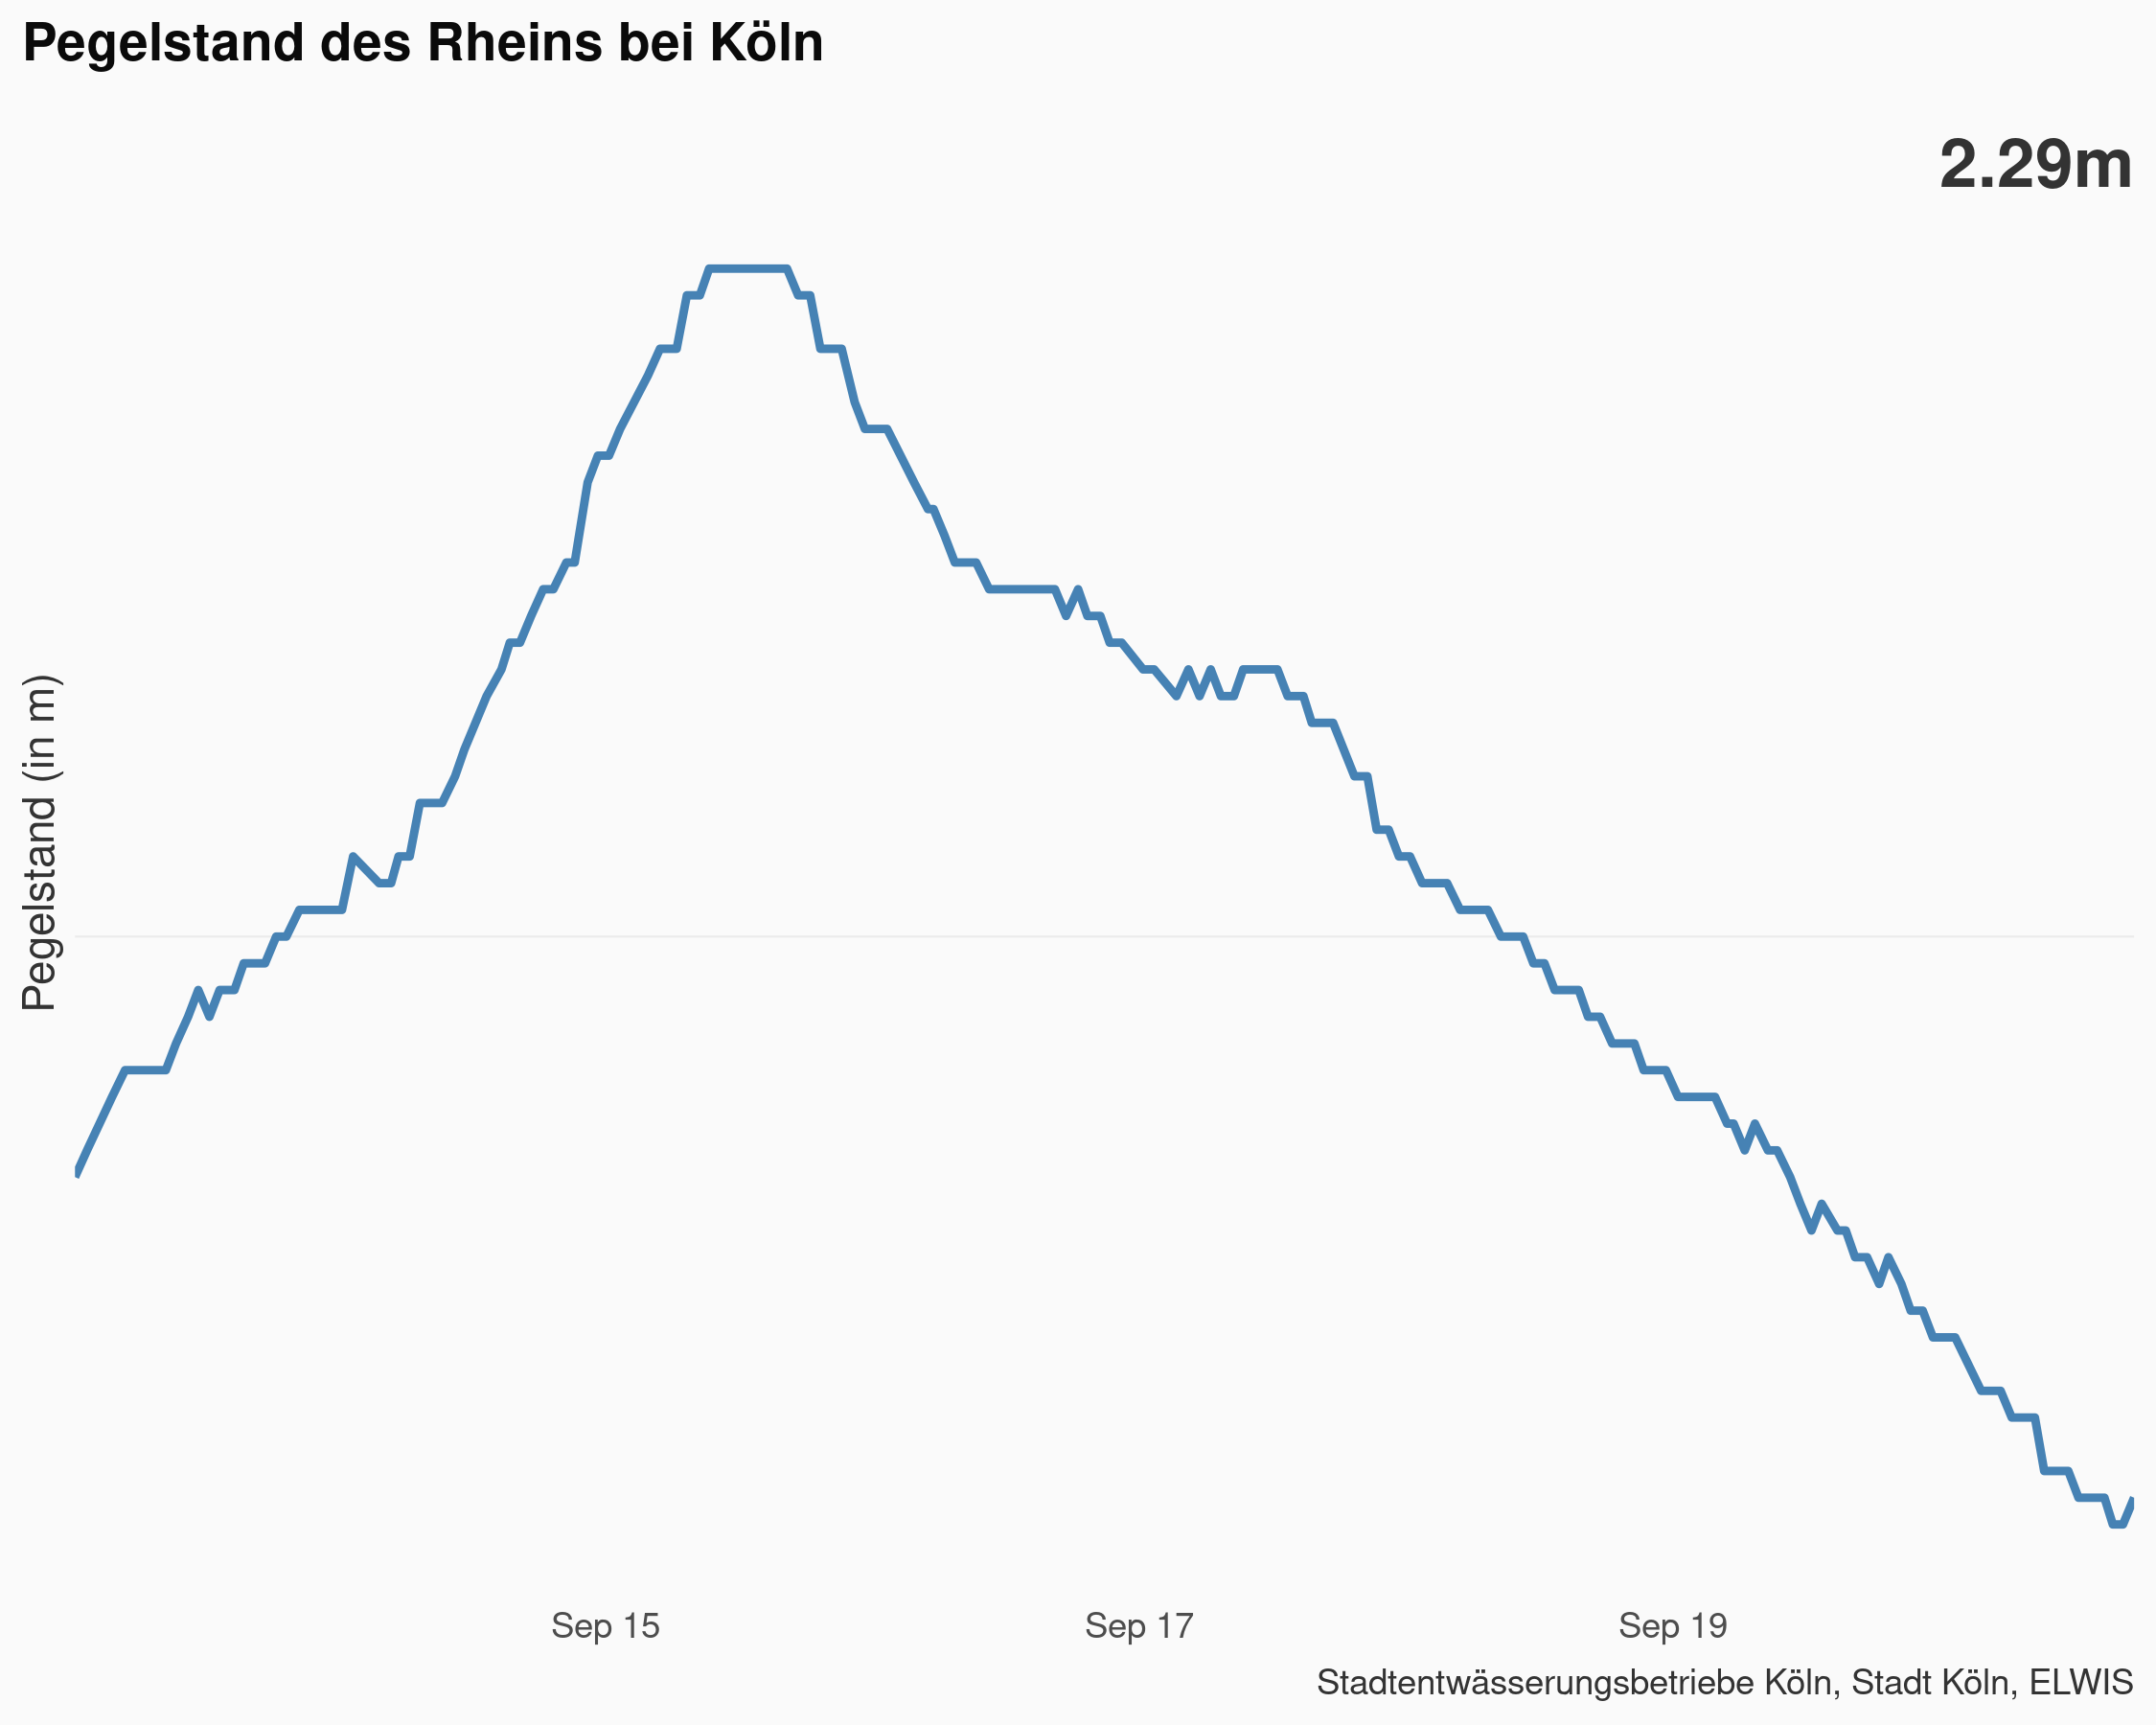 Pegelstand des Rheins bei Köln
2.29m
Pegelstand (in m)
Sep 15
Sep 17
Sep 19
Stadtentwässerungsbetriebe Köln, Stadt Köln, ELWIS